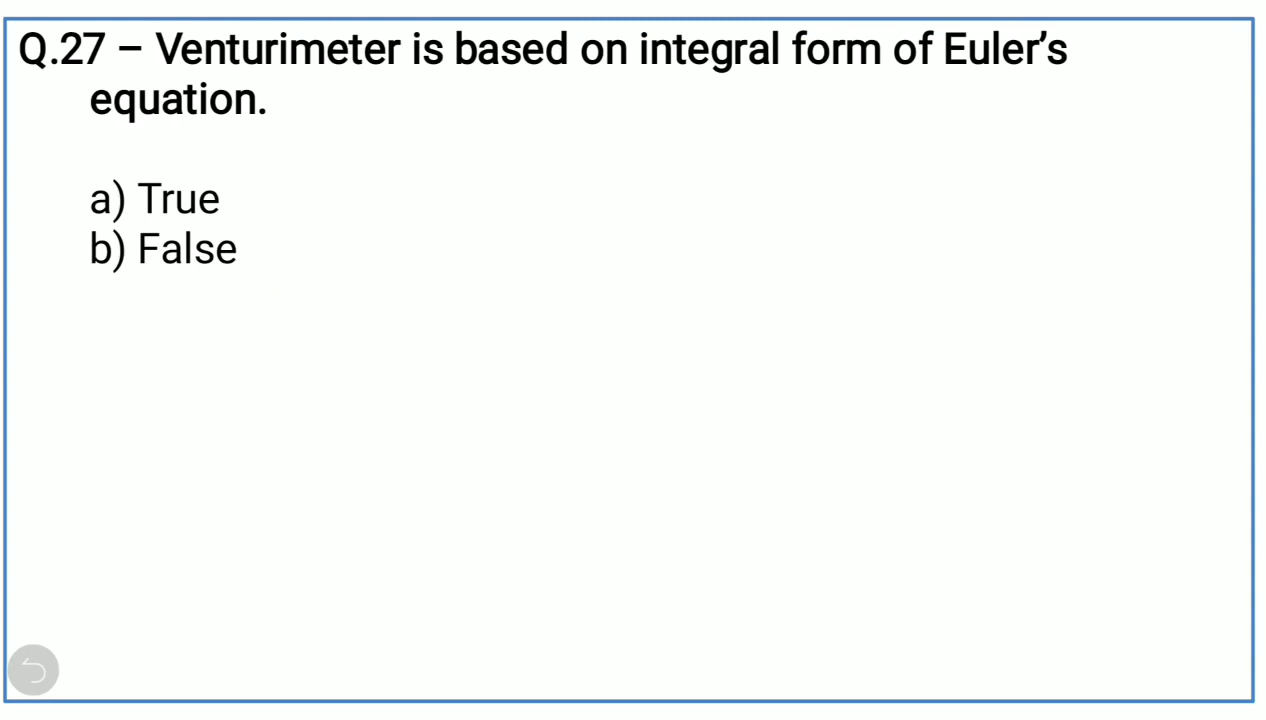 Q.27 – Venturimeter is based on integral form of Euler’s
equation.
a) True
b) False